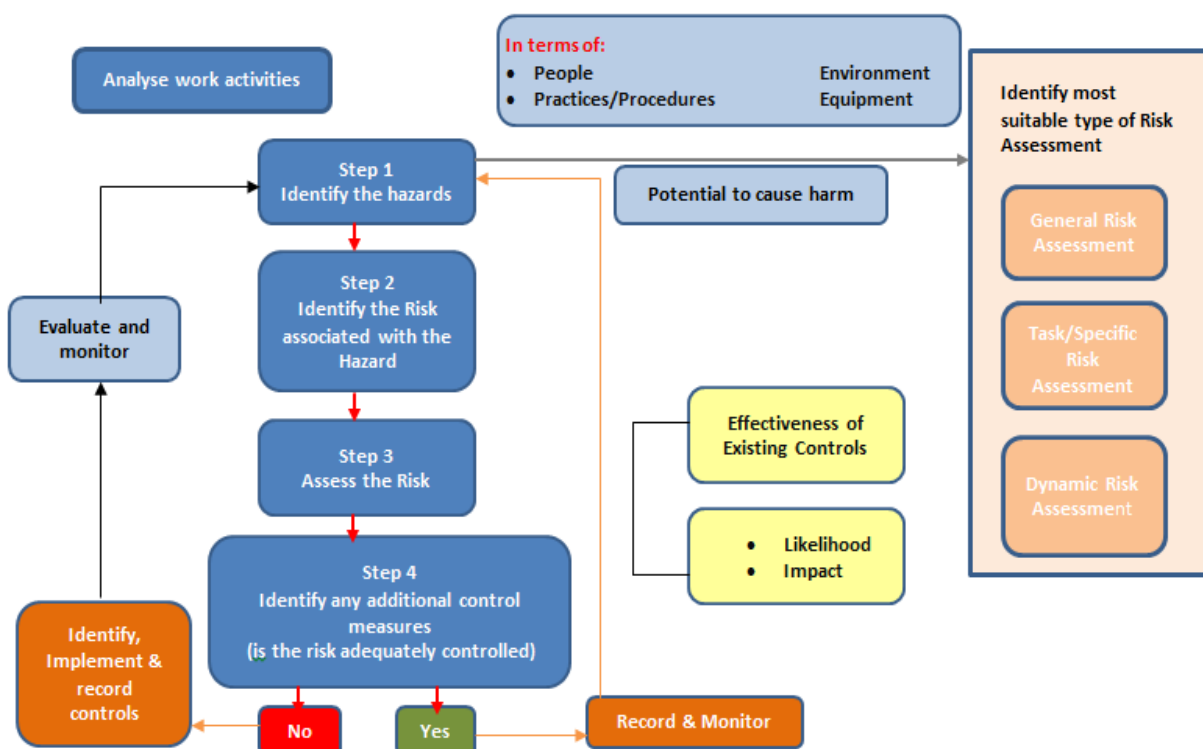 Analyse work activities
In terms of:
• People Environment
• Practices/Procedures Equipment
Identify most
suitable type of Risk
Assessment
Step 1
Identify the hazards
Potential to cause harm
General Risk
Assessment
Step 2
Identify the Risk
associated with the
Hazard
Evaluate and
monitor
Task/Specific
Risk
Assessment
Effectiveness of
Existing Controls
Step 3
Assess the Risk
Dynamic Risk
Assessment
• Likelihood
• Impact
Step 4
Identify any additional control
measures
(is the risk adequately controlled)
Identify,
Implement &
record
controls
No
Yes
Record & Monitor